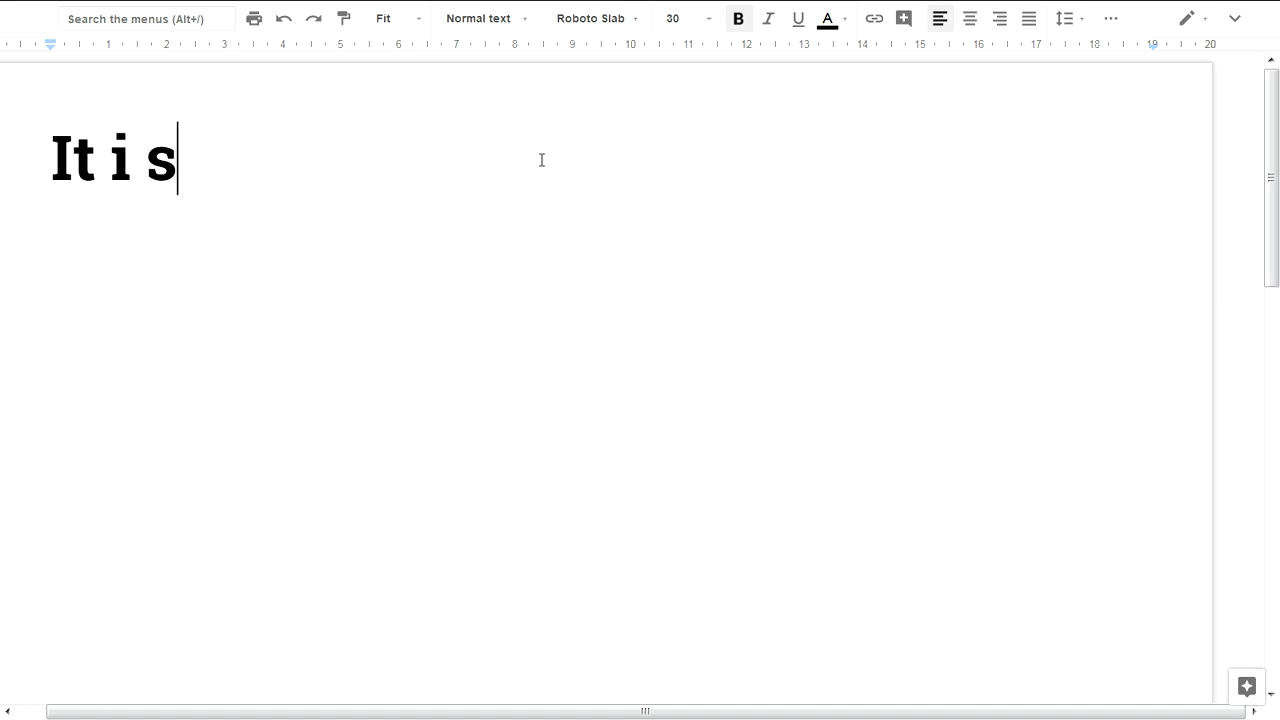 Search the menus (Alt+/) Fit Normal text Roboto Slab 30 B I U A
1 2 3 4 5 6 7 8 9 10 11 12 13 14 15 16 17 18 19 20
It i s